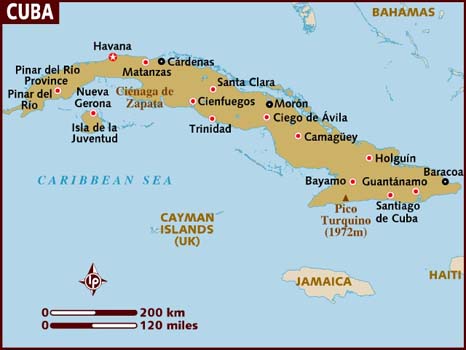 CUBA
BAHAMAS
Havana
Cárdenas
Matanzas
Pinar del Río
Province
Pinar del
Río
Nueva
Gerona
Isla de la
Juventud
Ciénaga de
Zapata
Santa Clara
Cienfuegos
Morón
Ciego de Ávila
Trinidad
Camagüey
Holguín
Baracoa
Bayamo
Guantánamo
Santiago
de Cuba
Pico
Turquino
(1972m)
CARIBBEAN SEA
CAYMAN
ISLANDS
(UK)
JAMAICA
HAITI
lp
0
200 km
0
120 miles